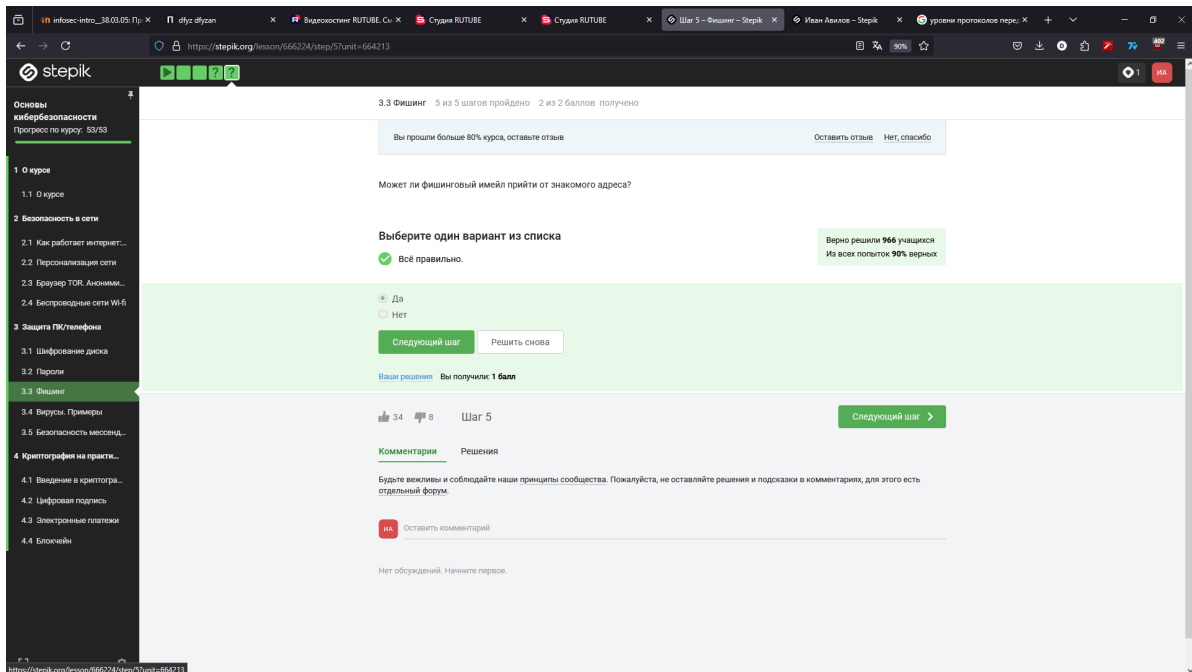 in infosec-intro__38.03.05: Пр
П dfyz dfyzan
Видеохостинг RUTUBE. См
Студия RUTUBE
Студия RUTUBE
Шаг 5 – Фишинг – Stepik
Иван Авилов – Stepik
уровни протоколов перед
https://stepik.org/lesson/666224/step/5?unit=664213
90%
402
stepik
1
ИА
Основы кибербезопасности
Прогресс по курсу: 53/53
1 О курсе
1.1 О курсе
2 Безопасность в сети
2.1 Как работает интернет:...
2.2 Персонализация сети
2.3 Браузер TOR. Аноними...
2.4 Беспроводные сети Wi-fi
3 Защита ПК/телефона
3.1 Шифрование диска
3.2 Пароли
3.3 Фишинг
3.4 Вирусы. Примеры
3.5 Безопасность мессенд...
4 Криптография на практи...
4.1 Введение в криптогра...
4.2 Цифровая подпись
4.3 Электронные платежи
4.4 Блокчейн
3.3 Фишинг 5 из 5 шагов пройдено 2 из 2 баллов получено
Вы прошли больше 80% курса, оставьте отзыв
Оставить отзыв Нет, спасибо
Может ли фишинговый имейл прийти от знакомого адреса?
Выберите один вариант из списка
Всё правильно.
Верно решили 966 учащихся
Из всех попыток 90% верных
Да
Нет
Следующий шаг Решить снова
Ваши решения Вы получили: 1 балл
34 8 Шаг 5
Следующий шаг
Комментарии Решения
Будьте вежливы и соблюдайте наши принципы сообщества. Пожалуйста, не оставляйте решения и подсказки в комментариях, для этого есть
отдельный форум.
ИА Оставить комментарий
Нет обсуждений. Начните первое.
https://stepik.org/lesson/666224/step/5?unit=664213